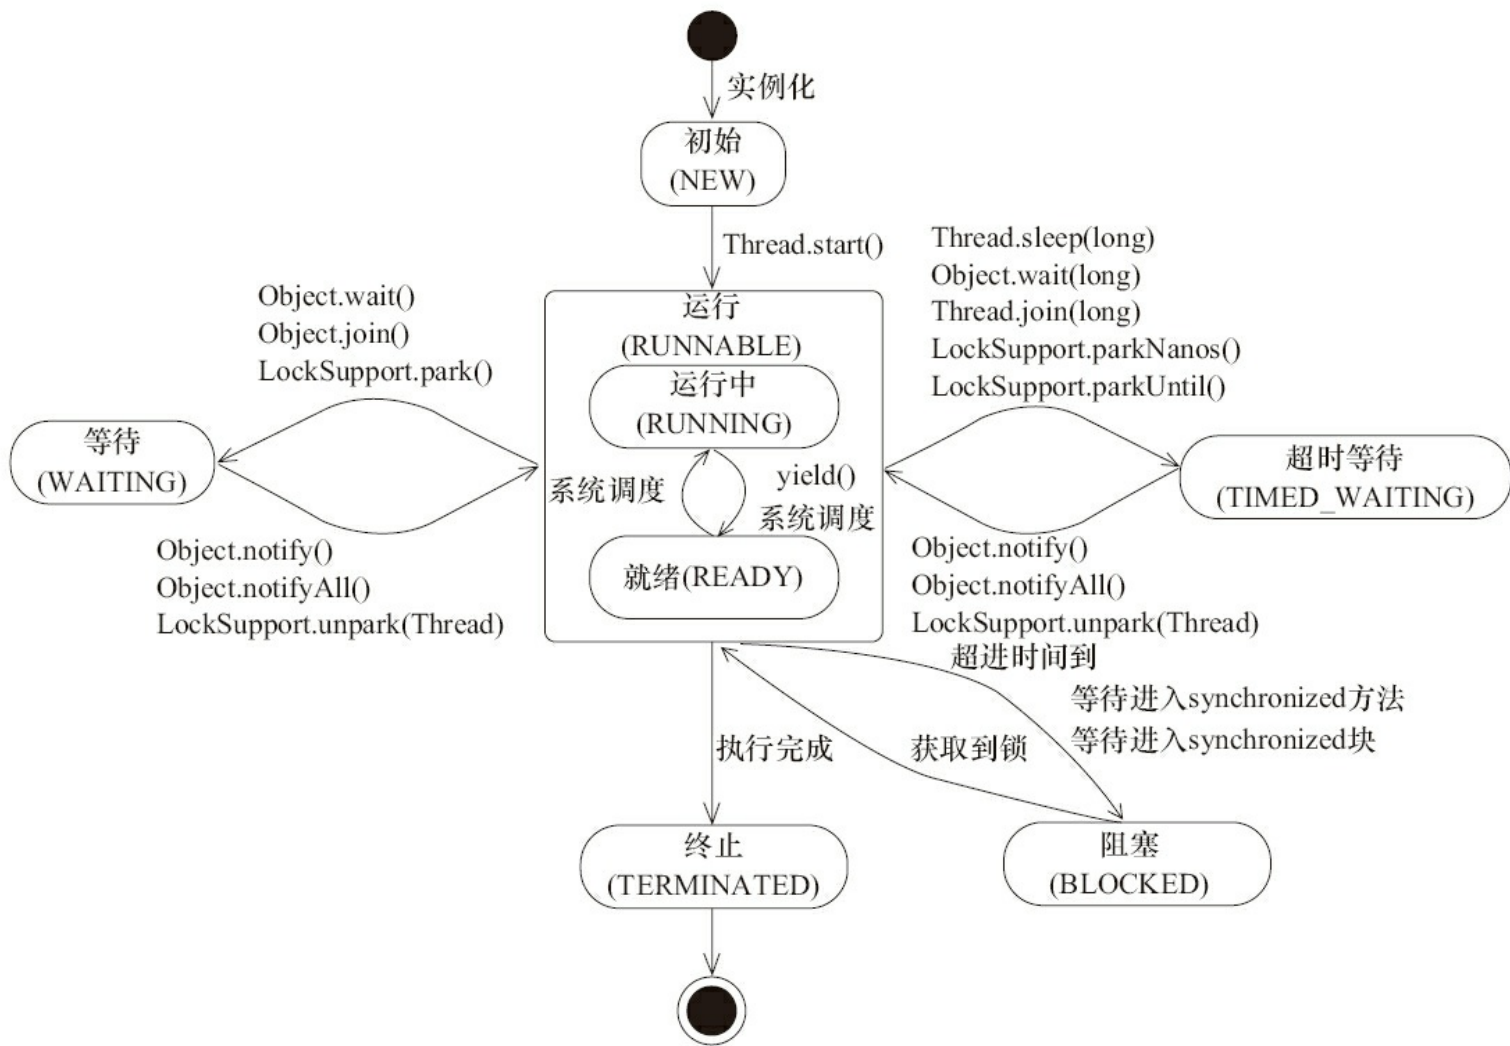 实例化
初始
(NEW)
Thread.start()
Object.wait()
Object.join()
LockSupport.park()
Thread.sleep(long)
Object.wait(long)
Thread.join(long)
LockSupport.parkNanos()
LockSupport.parkUntil()
运行
(RUNNABLE)
运行中
(RUNNING)
系统调度
yield()
系统调度
就绪(READY)
等待
(WAITING)
超时等待
(TIMED_WAITING)
Object.notify()
Object.notifyAll()
LockSupport.unpark(Thread)
Object.notify()
Object.notifyAll()
LockSupport.unpark(Thread)
超进时间到
等待进入synchronized方法
等待进入synchronized块
执行完成
获取到锁
终止
(TERMINATED)
阻塞
(BLOCKED)